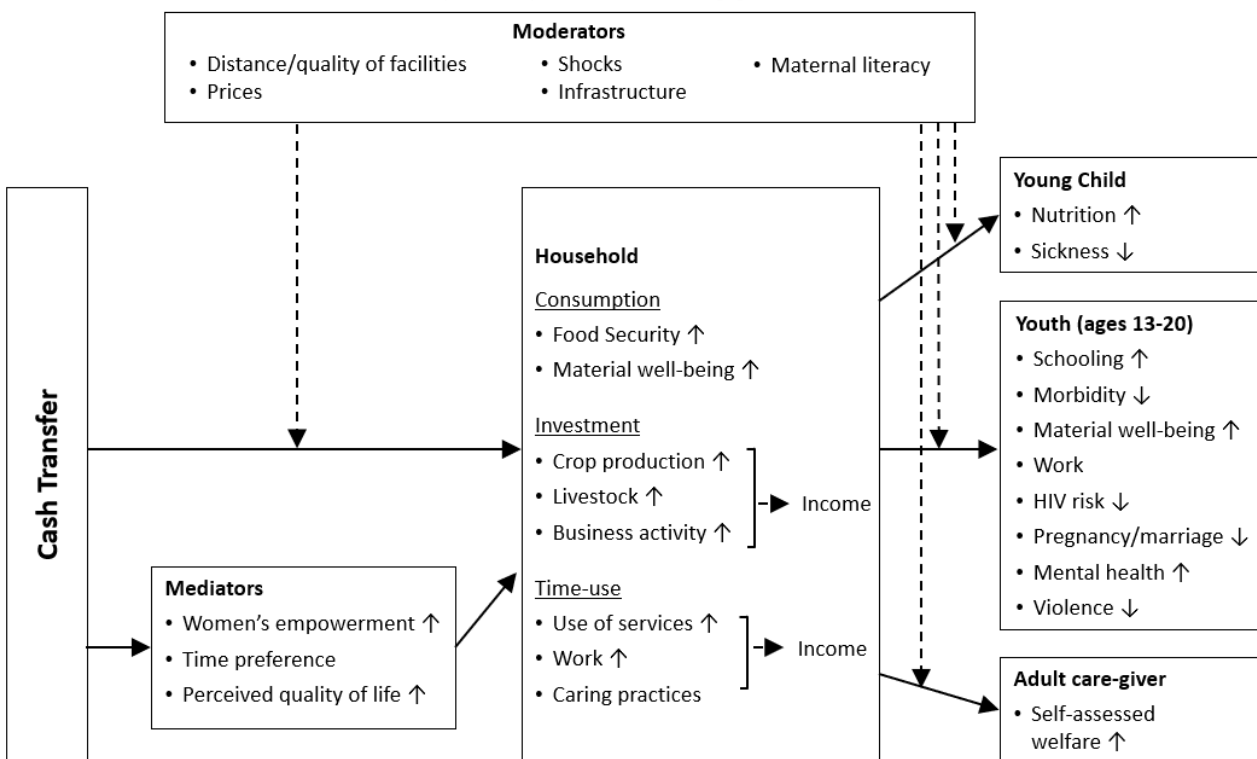 Moderators
• Distance/quality of facilities
• Prices
• Shocks
• Infrastructure
• Maternal literacy
Cash Transfer
Mediators
• Women’s empowerment ↑
• Time preference
• Perceived quality of life ↑
Household
Consumption
• Food Security ↑
• Material well-being ↑
Investment
• Crop production ↑
• Livestock ↑
• Business activity ↑
Income
Time-use
• Use of services ↑
• Work ↑
• Caring practices
Income
Young Child
• Nutrition ↑
• Sickness ↓
Youth (ages 13-20)
• Schooling ↑
• Morbidity ↓
• Material well-being ↑
• Work
• HIV risk ↓
• Pregnancy/marriage ↓
• Mental health ↑
• Violence ↓
Adult care-giver
• Self-assessed
welfare ↑